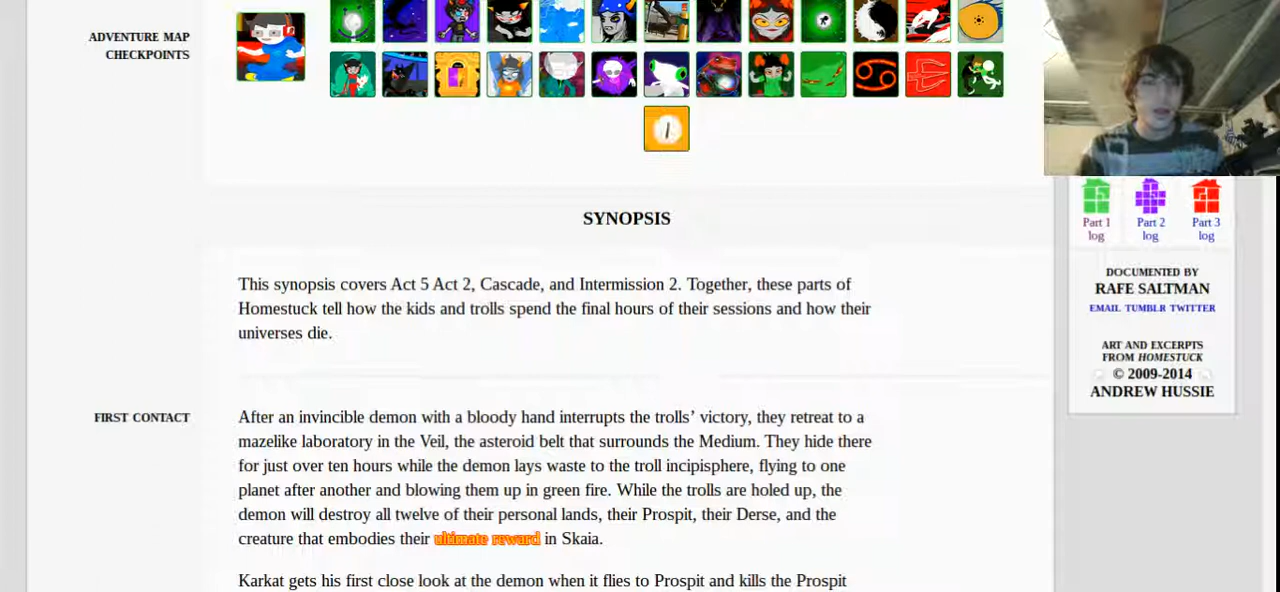 ADVENTURE MAP
CHECKPOINTS
SYNOPSIS
This synopsis covers Act 5 Act 2, Cascade, and Intermission 2. Together, these parts of
Homestuck tell how the kids and trolls spend the final hours of their sessions and how their
universes die.
FIRST CONTACT
After an invincible demon with a bloody hand interrupts the trolls’ victory, they retreat to a
mazelike laboratory in the Veil, the asteroid belt that surrounds the Medium. They hide there
for just over ten hours while the demon lays waste to the troll incipisphere, flying to one
planet after another and blowing them up in green fire. While the trolls are holed up, the
demon will destroy all twelve of their personal lands, their Prospit, their Derse, and the
creature that embodies their ultimate reward in Skaia.
Karkat gets his first close look at the demon when it flies to Prospit and kills the Prospit
Part 1 Part 2 Part 3
log log log
DOCUMENTED BY
RAFE SALTMAN
EMAIL TUMBLR TWITTER
ART AND EXCERPTS
FROM HOMESTUCK
© 2009-2014
ANDREW HUSSIE